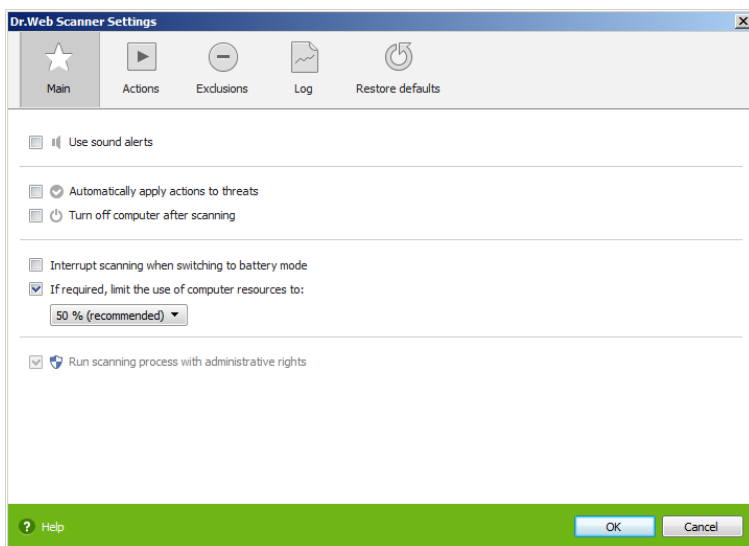 Dr.Web Scanner Settings
Main Actions Exclusions Log Restore defaults
Use sound alerts
Automatically apply actions to threats
Turn off computer after scanning
Interrupt scanning when switching to battery mode
If required, limit the use of computer resources to:
50 % (recommended)
Run scanning process with administrative rights
? Help OK Cancel